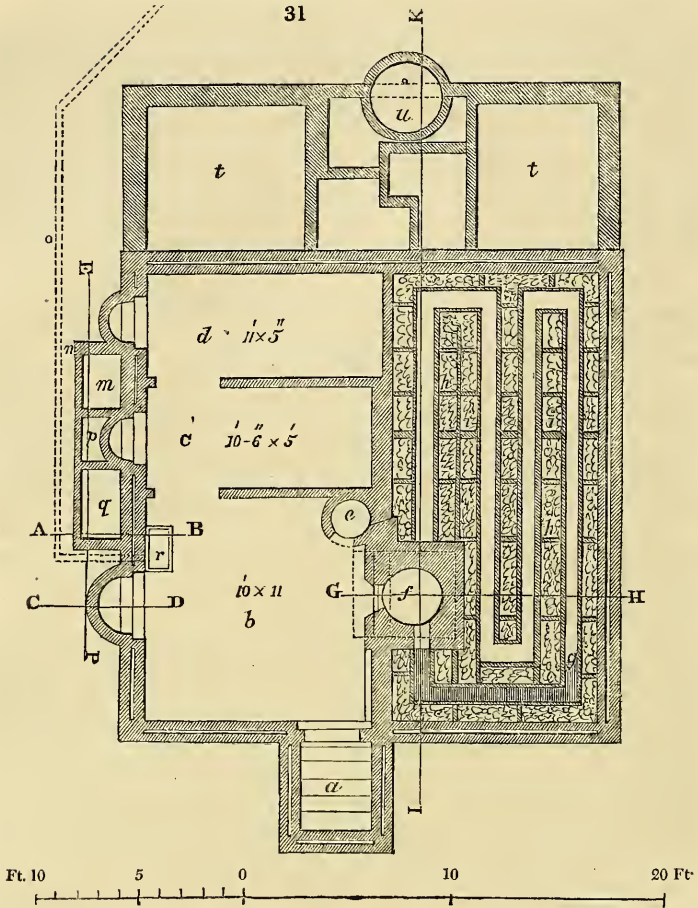 31
K
o
u
t
t
o
E
d 11' × 5"
n
m
h
p
c' 10'-6" × 5'
i
i
q
e
A B
r
h
10' × 11
b
G f H
C D
F
g
a
I
Ft. 10 5 0 10 20 Ft